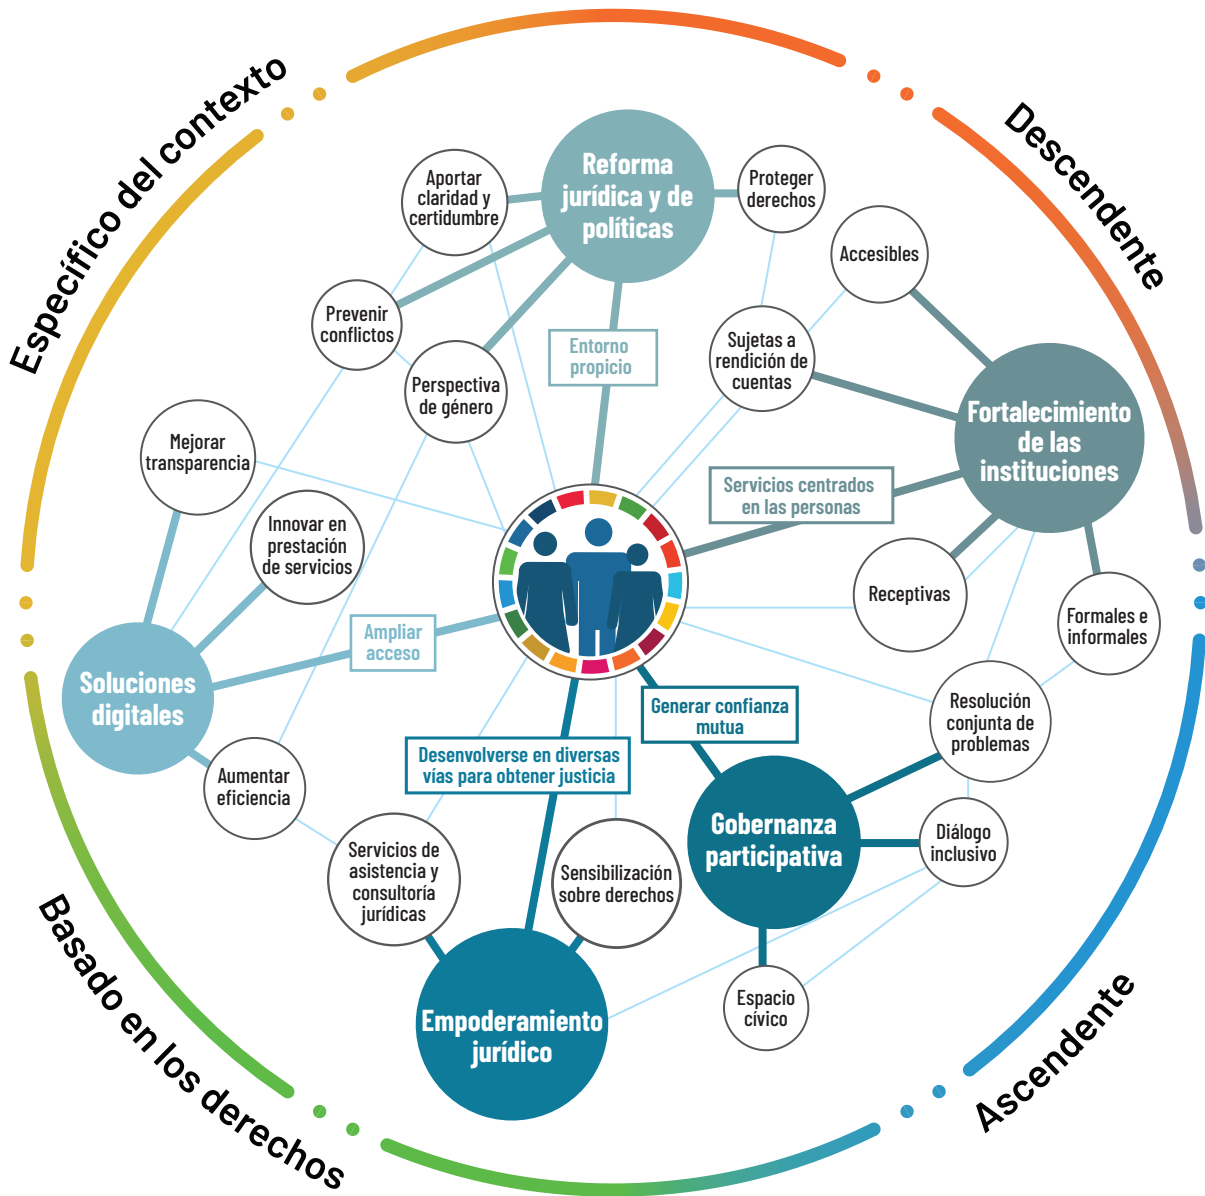 Específico del contexto
Descendente
Reforma
jurídica y de
políticas
Aportar
claridad y
certidumbre
Proteger
derechos
Prevenir
conflictos
Perspectiva
de género
Entorno
propicio
Accesibles
Sujetas a
rendición de
cuentas
Fortalecimiento
de las
instituciones
Servicios centrados
en las personas
Receptivas
Formales e
informales
Mejorar
transparencia
Innovar en
prestación
de servicios
Ampliar
acceso
Soluciones
digitales
Aumentar
eficiencia
Generar confianza
mutua
Resolución
conjunta de
problemas
Desenvolverse en diversas
vías para obtener justicia
Gobernanza
participativa
Diálogo
inclusivo
Servicios de
asistencia y
consultoría
jurídicas
Sensibilización
sobre derechos
Espacio
cívico
Empoderamiento
jurídico
Basado en los derechos
Ascendente